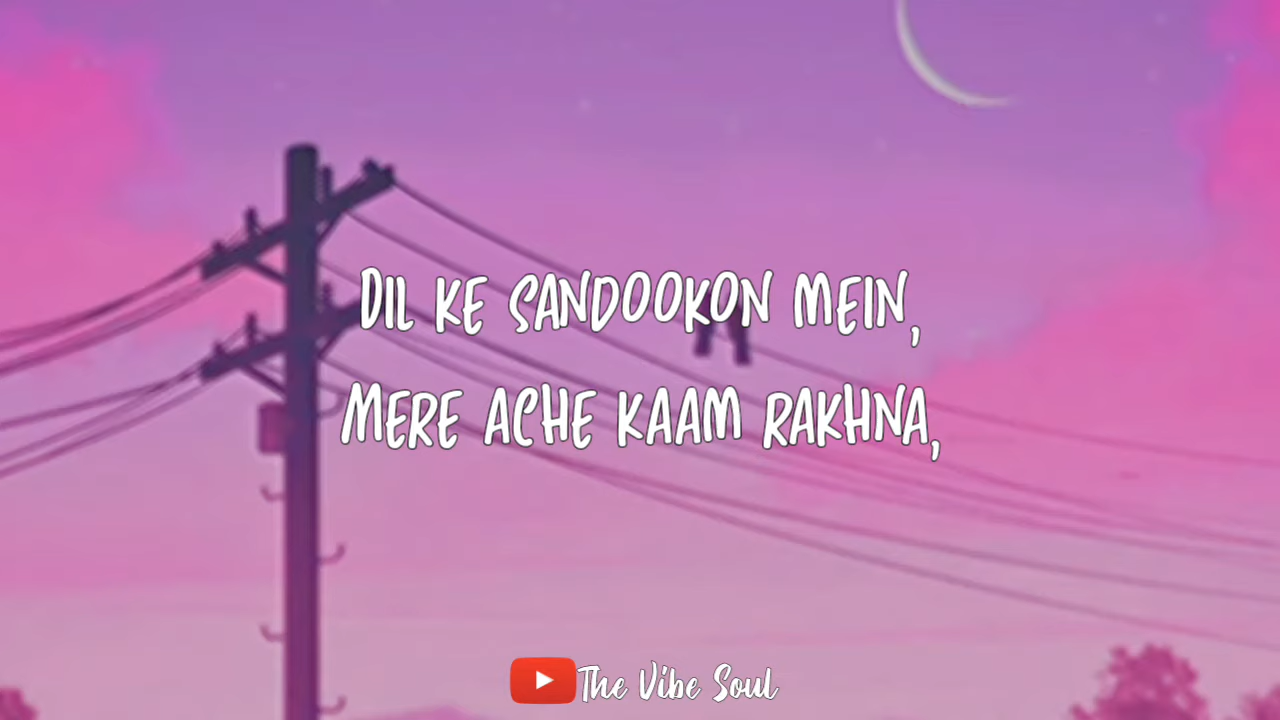 DIL KE SANDOOKON MEIN,
MERE ACHE KAAM RAKHNA,
The Vibe Soul